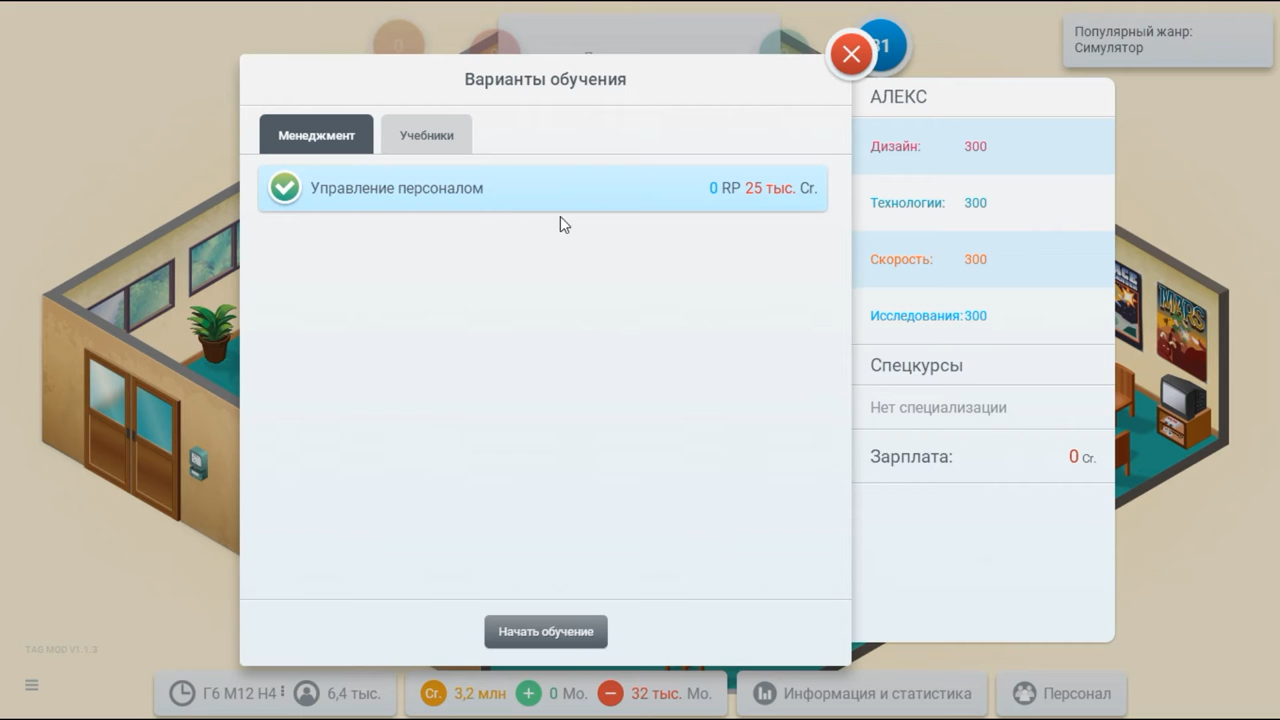 Популярный жанр:
Симулятор
31
Варианты обучения
АЛЕКС
Менеджмент
Учебники
Дизайн: 300
Управление персоналом
0 RP 25 тыс. Cr.
Технологии: 300
Скорость: 300
MARS
Исследования: 300
Спецкурсы
Нет специализации
Зарплата: 0 Cr.
Начать обучение
TAG MOD V1.1.3
Г6 М12 Н4
6,4 тыс.
Cr. 3,2 млн
0 Мо.
32 тыс. Мо.
Информация и статистика
Персонал